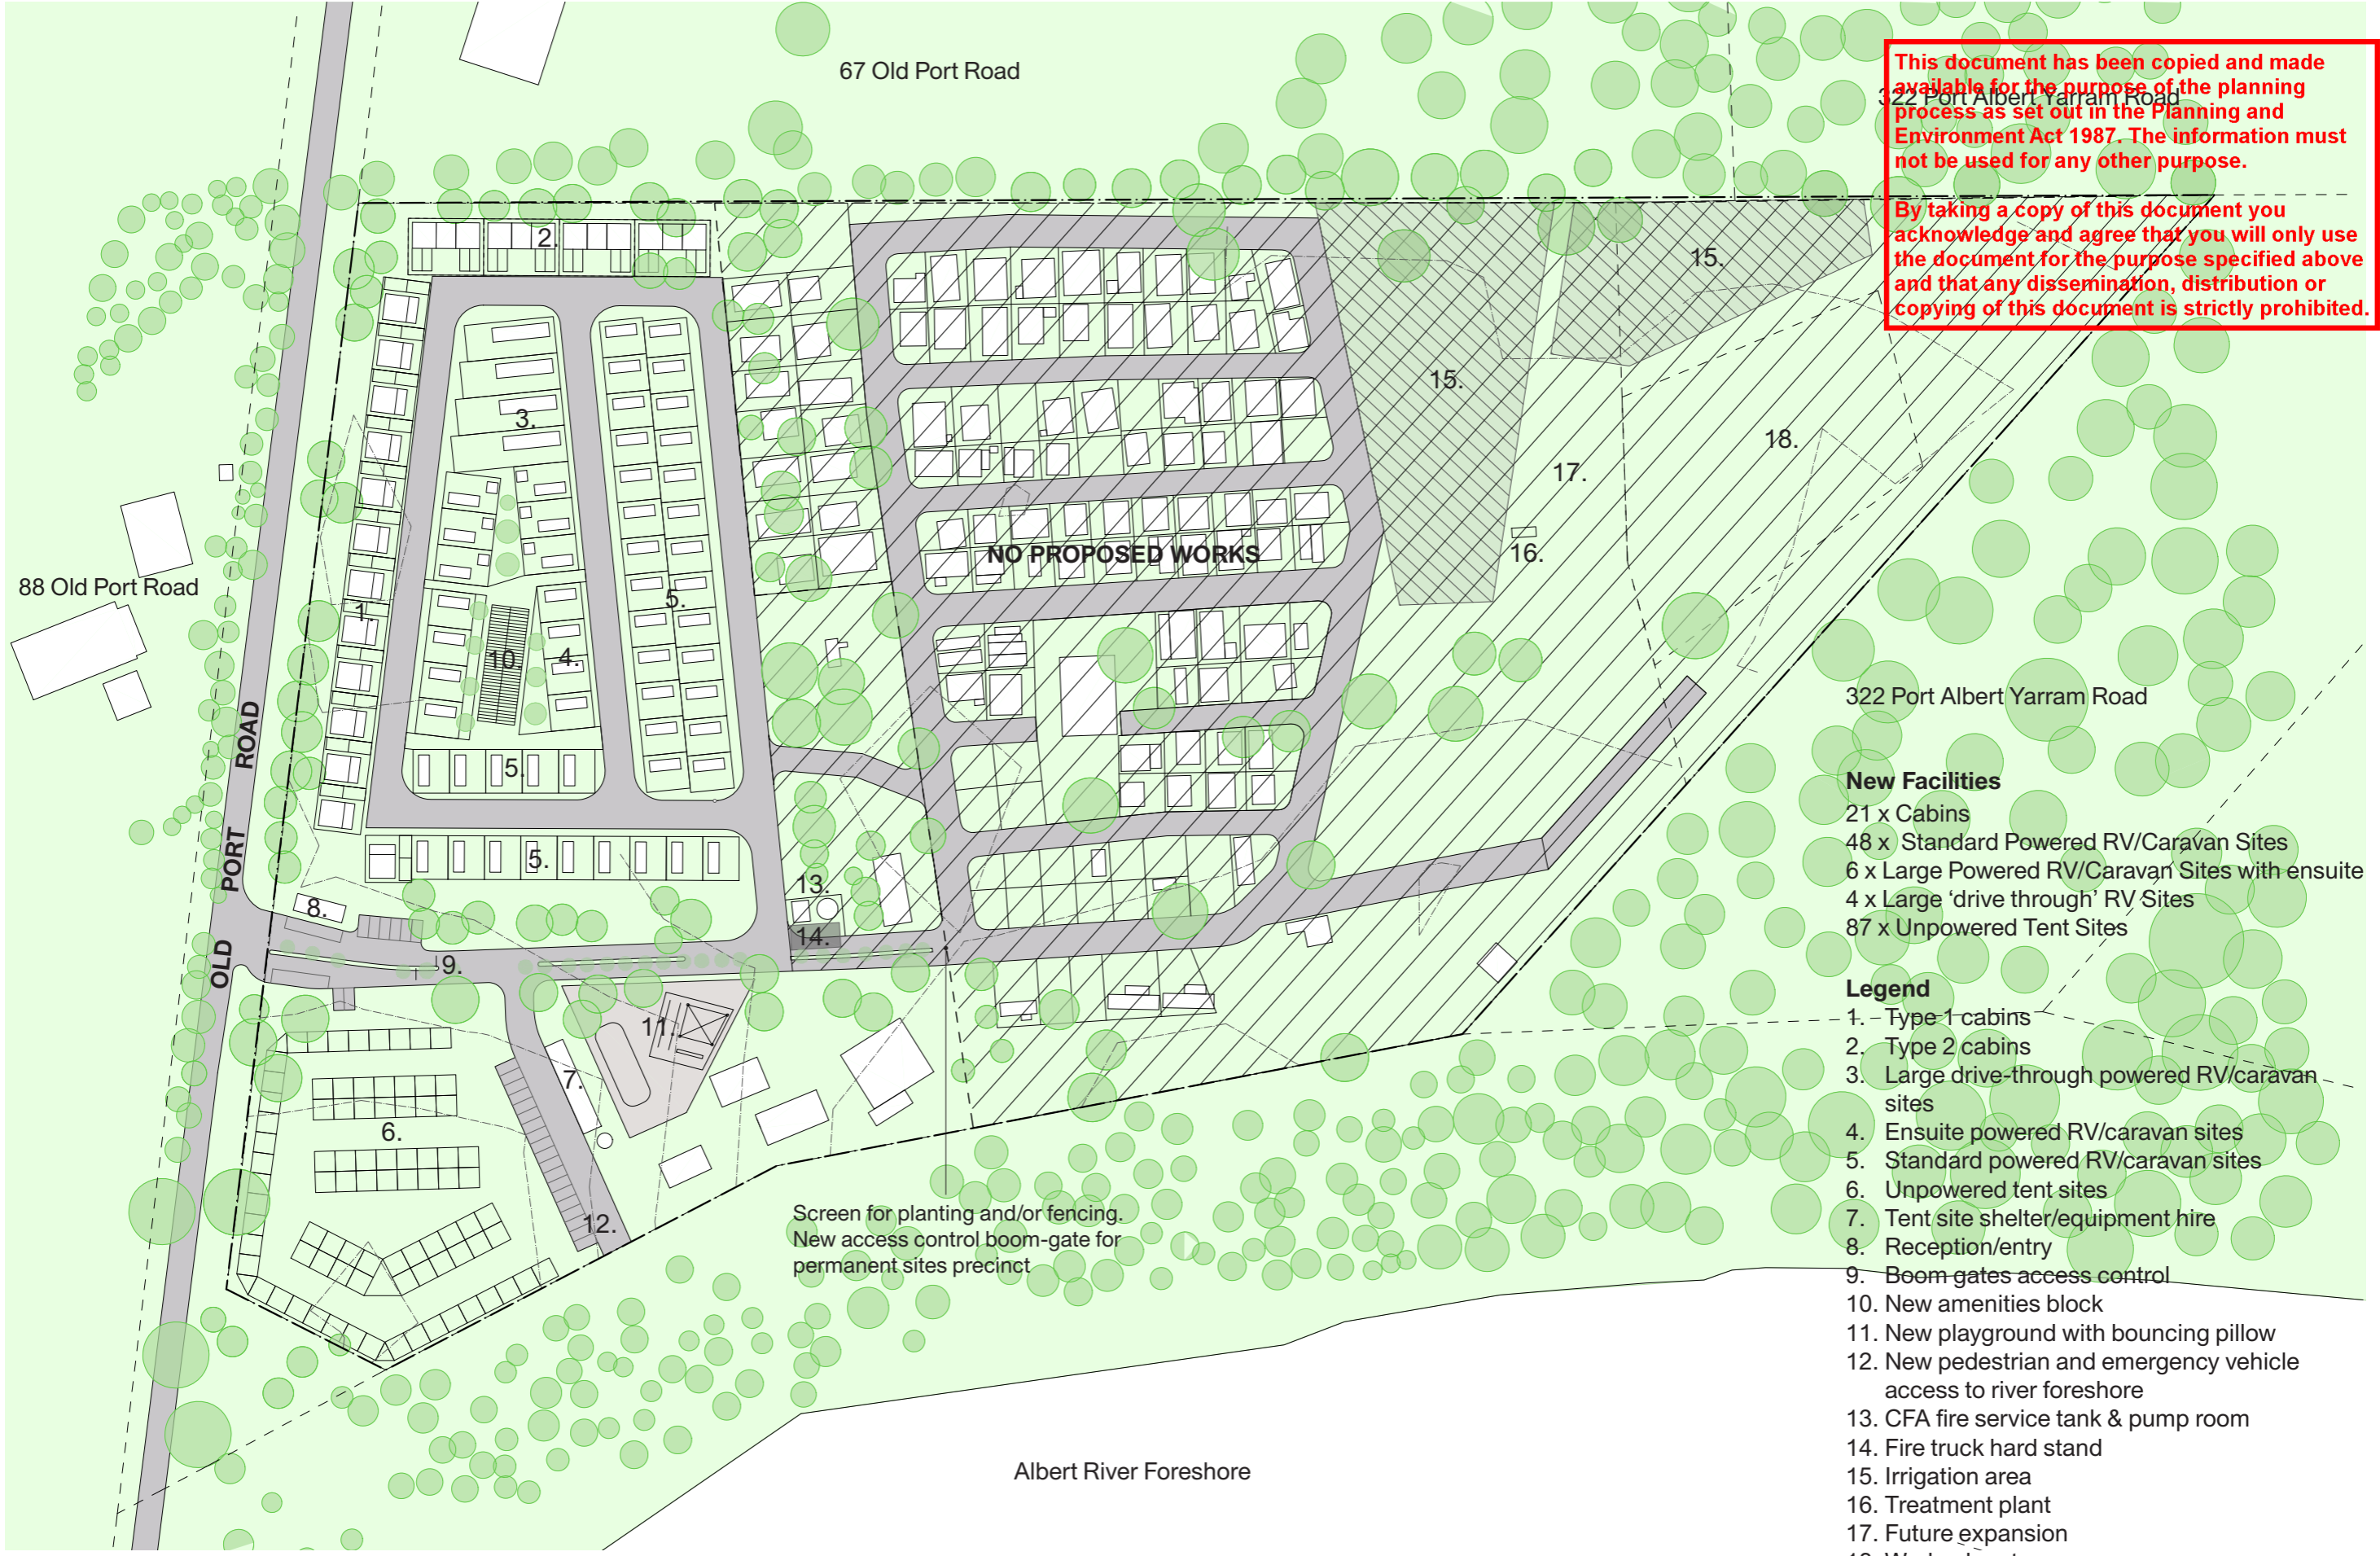 67 Old Port Road
322 Port Albert Yarram Road
This document has been copied and made
available for the purpose of the planning
process as set out in the Planning and
Environment Act 1987. The information must
not be used for any other purpose.
By taking a copy of this document you
acknowledge and agree that you will only use
the document for the purpose specified above
and that any dissemination, distribution or
copying of this document is strictly prohibited.
2.
15.
15.
3.
18.
17.
NO PROPOSED WORKS
16.
88 Old Port Road
1.
5.
10.
4.
322 Port Albert Yarram Road
OLD PORT ROAD
5.
5.
13.
8.
14.
9.
11.
7.
6.
12.
Screen for planting and/or fencing.
New access control boom-gate for
permanent sites precinct
Albert River Foreshore
New Facilities
21 x Cabins
48 x Standard Powered RV/Caravan Sites
6 x Large Powered RV/Caravan Sites with ensuite
4 x Large ‘drive through’ RV Sites
87 x Unpowered Tent Sites
Legend
1. Type 1 cabins
2. Type 2 cabins
3. Large drive-through powered RV/caravan
sites
4. Ensuite powered RV/caravan sites
5. Standard powered RV/caravan sites
6. Unpowered tent sites
7. Tent site shelter/equipment hire
8. Reception/entry
9. Boom gates access control
10. New amenities block
11. New playground with bouncing pillow
12. New pedestrian and emergency vehicle
access to river foreshore
13. CFA fire service tank & pump room
14. Fire truck hard stand
15. Irrigation area
16. Treatment plant
17. Future expansion